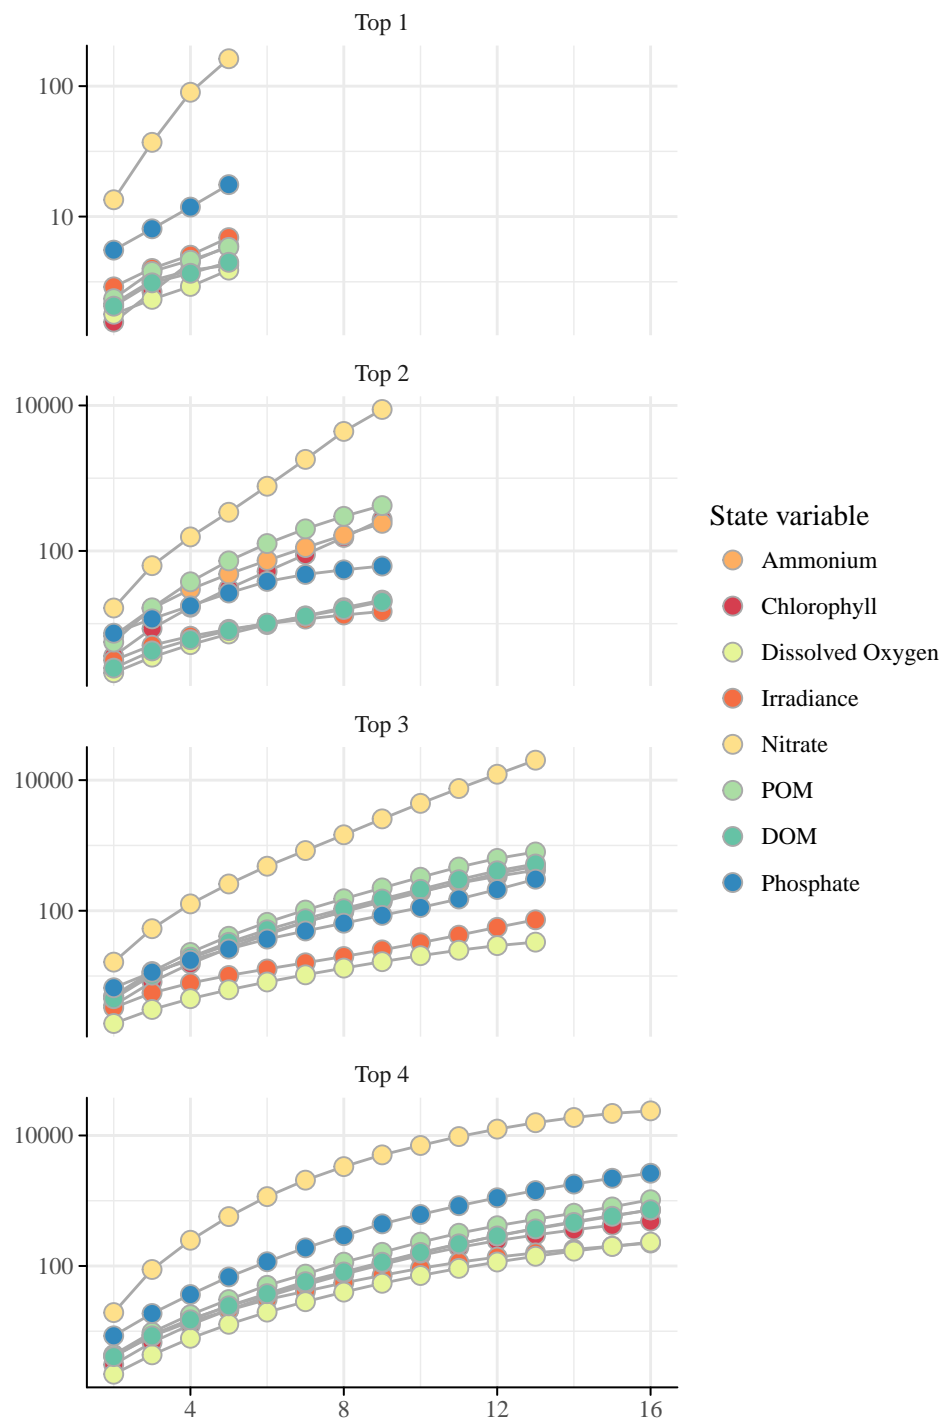 Top 1
100
10
Top 2
10000
100
Top 3
10000
100
Top 4
10000
100
4 8 12 16
State variable
Ammonium
Chlorophyll
Dissolved Oxygen
Irradiance
Nitrate
POM
DOM
Phosphate